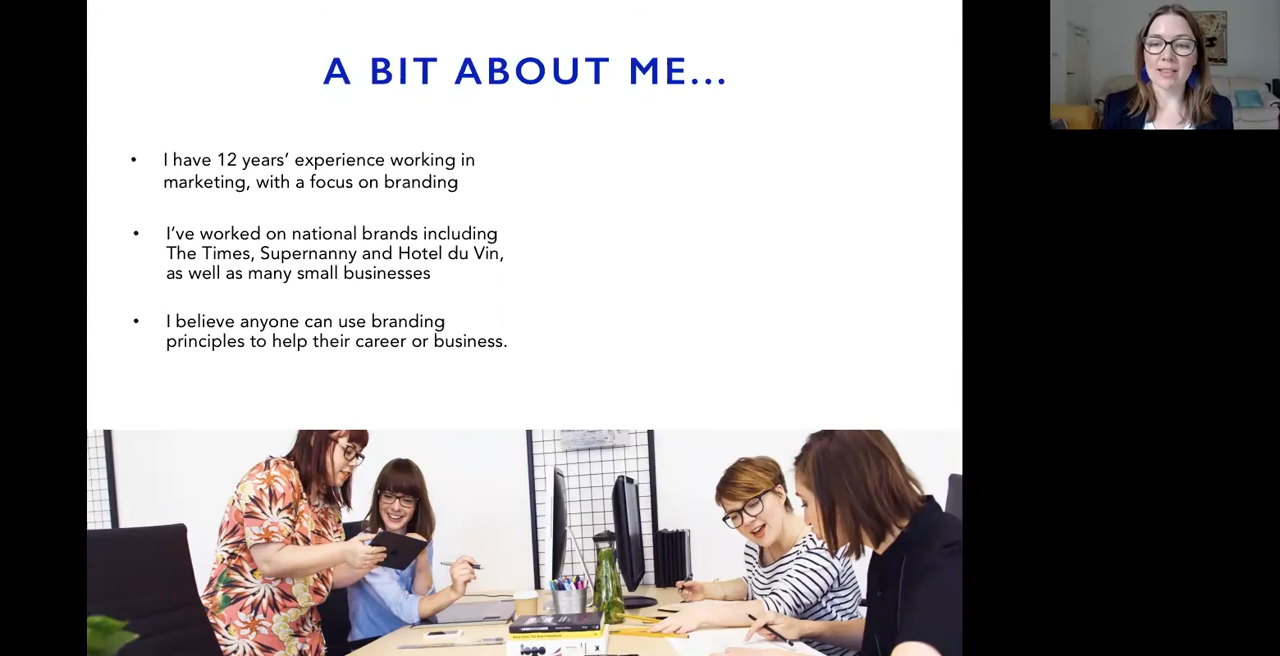 A BIT ABOUT ME...
• I have 12 years’ experience working in
marketing, with a focus on branding
• I’ve worked on national brands including
The Times, Supernanny and Hotel du Vin,
as well as many small businesses
• I believe anyone can use branding
principles to help their career or business.
logo